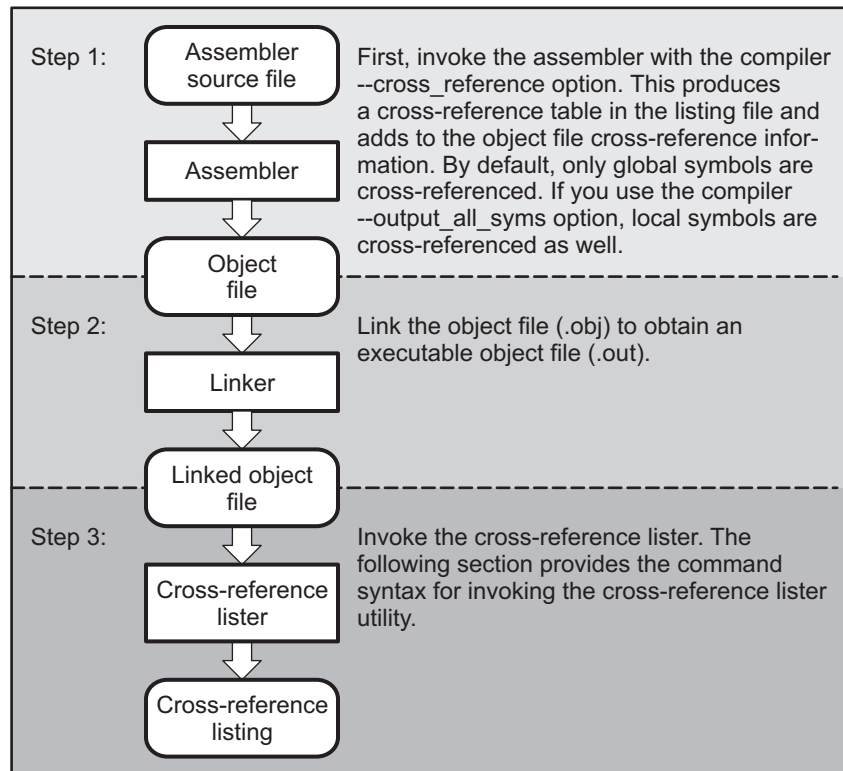 Step 1:
Assembler
source file
Assembler
Object
file
First, invoke the assembler with the compiler
--cross_reference option. This produces
a cross-reference table in the listing file and
adds to the object file cross-reference infor-
mation. By default, only global symbols are
cross-referenced. If you use the compiler
--output_all_syms option, local symbols are
cross-referenced as well.
Step 2:
Linker
Linked object
file
Link the object file (.obj) to obtain an
executable object file (.out).
Step 3:
Cross-reference
lister
Cross-reference
listing
Invoke the cross-reference lister. The
following section provides the command
syntax for invoking the cross-reference lister
utility.